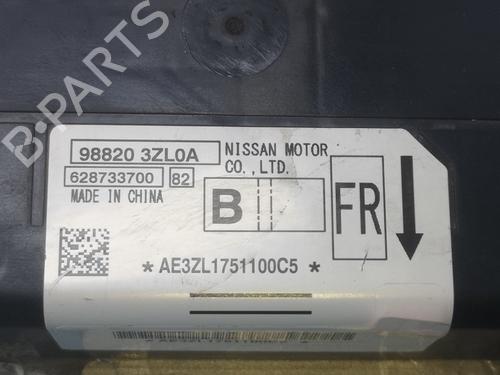 98820 3ZL0A
NISSAN MOTOR
CO.,LTD.
628733700 82
MADE IN CHINA
B
FR
* AE3ZL1751100C5 *
B-PARTS